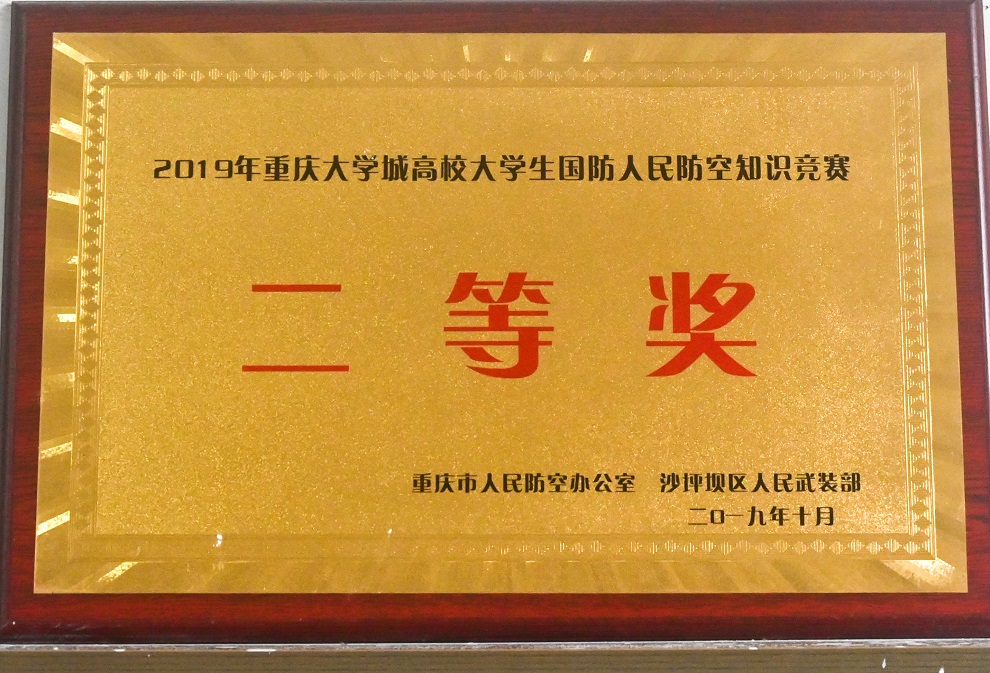 2019年重庆大学城高校大学生国防人民防空知识竞赛
二等奖
重庆市人民防空办公室 沙坪坝区人民武装部
二〇一九年十月